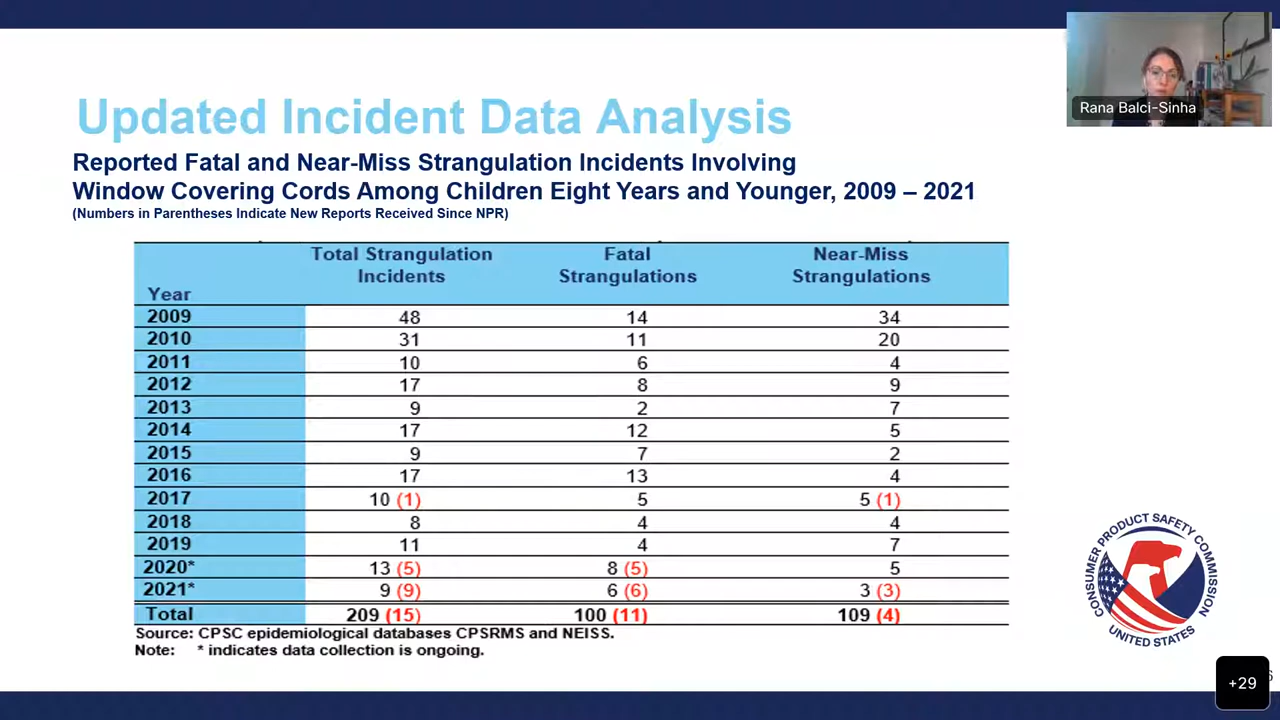 Rana Balci-Sinha
Updated Incident Data Analysis
Reported Fatal and Near-Miss Strangulation Incidents Involving
Window Covering Cords Among Children Eight Years and Younger, 2009 – 2021
(Numbers in Parentheses Indicate New Reports Received Since NPR)
Year Total Strangulation Incidents Fatal Strangulations Near-Miss Strangulations
2009 48 14 34
2010 31 11 20
2011 10 6 4
2012 17 8 9
2013 9 2 7
2014 17 12 5
2015 9 7 2
2016 17 13 4
2017 10 (1) 5 5 (1)
2018 8 4 4
2019 11 4 7
2020* 13 (5) 8 (5) 5
2021* 9 (9) 6 (6) 3 (3)
Total 209 (15) 100 (11) 109 (4)
Source: CPSC epidemiological databases CPSRMS and NEISS.
Note: * indicates data collection is ongoing.
CONSUMER PRODUCT SAFETY COMMISSION
UNITED STATES
+29